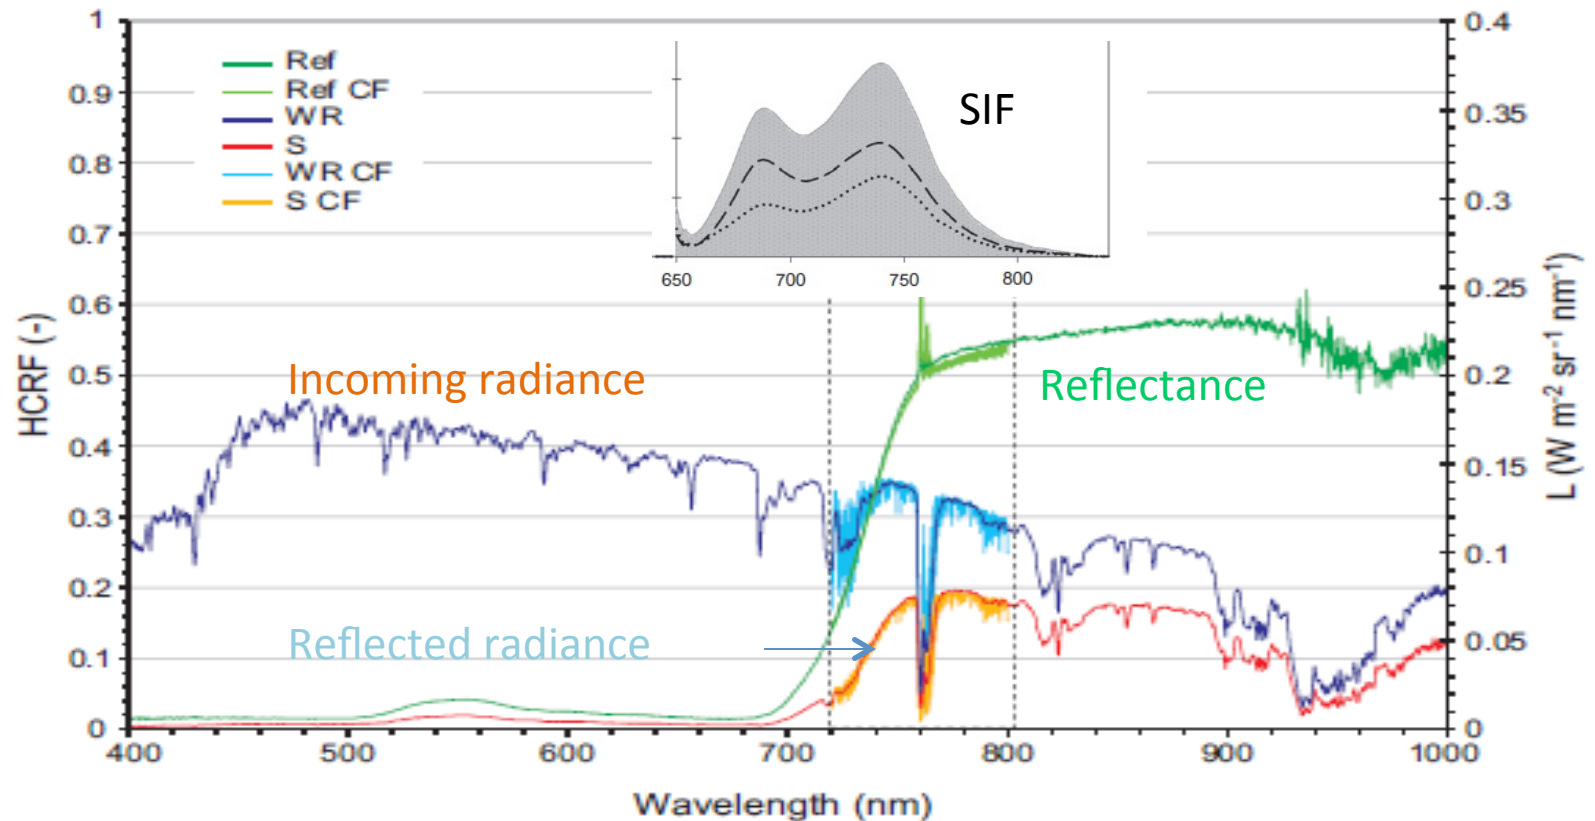 1
0.9
0.8
0.7
0.6
0.5
0.4
0.3
0.2
0.1
0
HCRF (-)
Ref
Ref CF
WR
S
WR CF
S CF
SIF
650 700 750 800
Incoming radiance
Reflectance
Reflected radiance
0.4
0.35
0.3
0.25
0.2
0.15
0.1
0.05
0
L (W m⁻² sr⁻¹ nm⁻¹)
400 500 600 700 800 900 1000
Wavelength (nm)